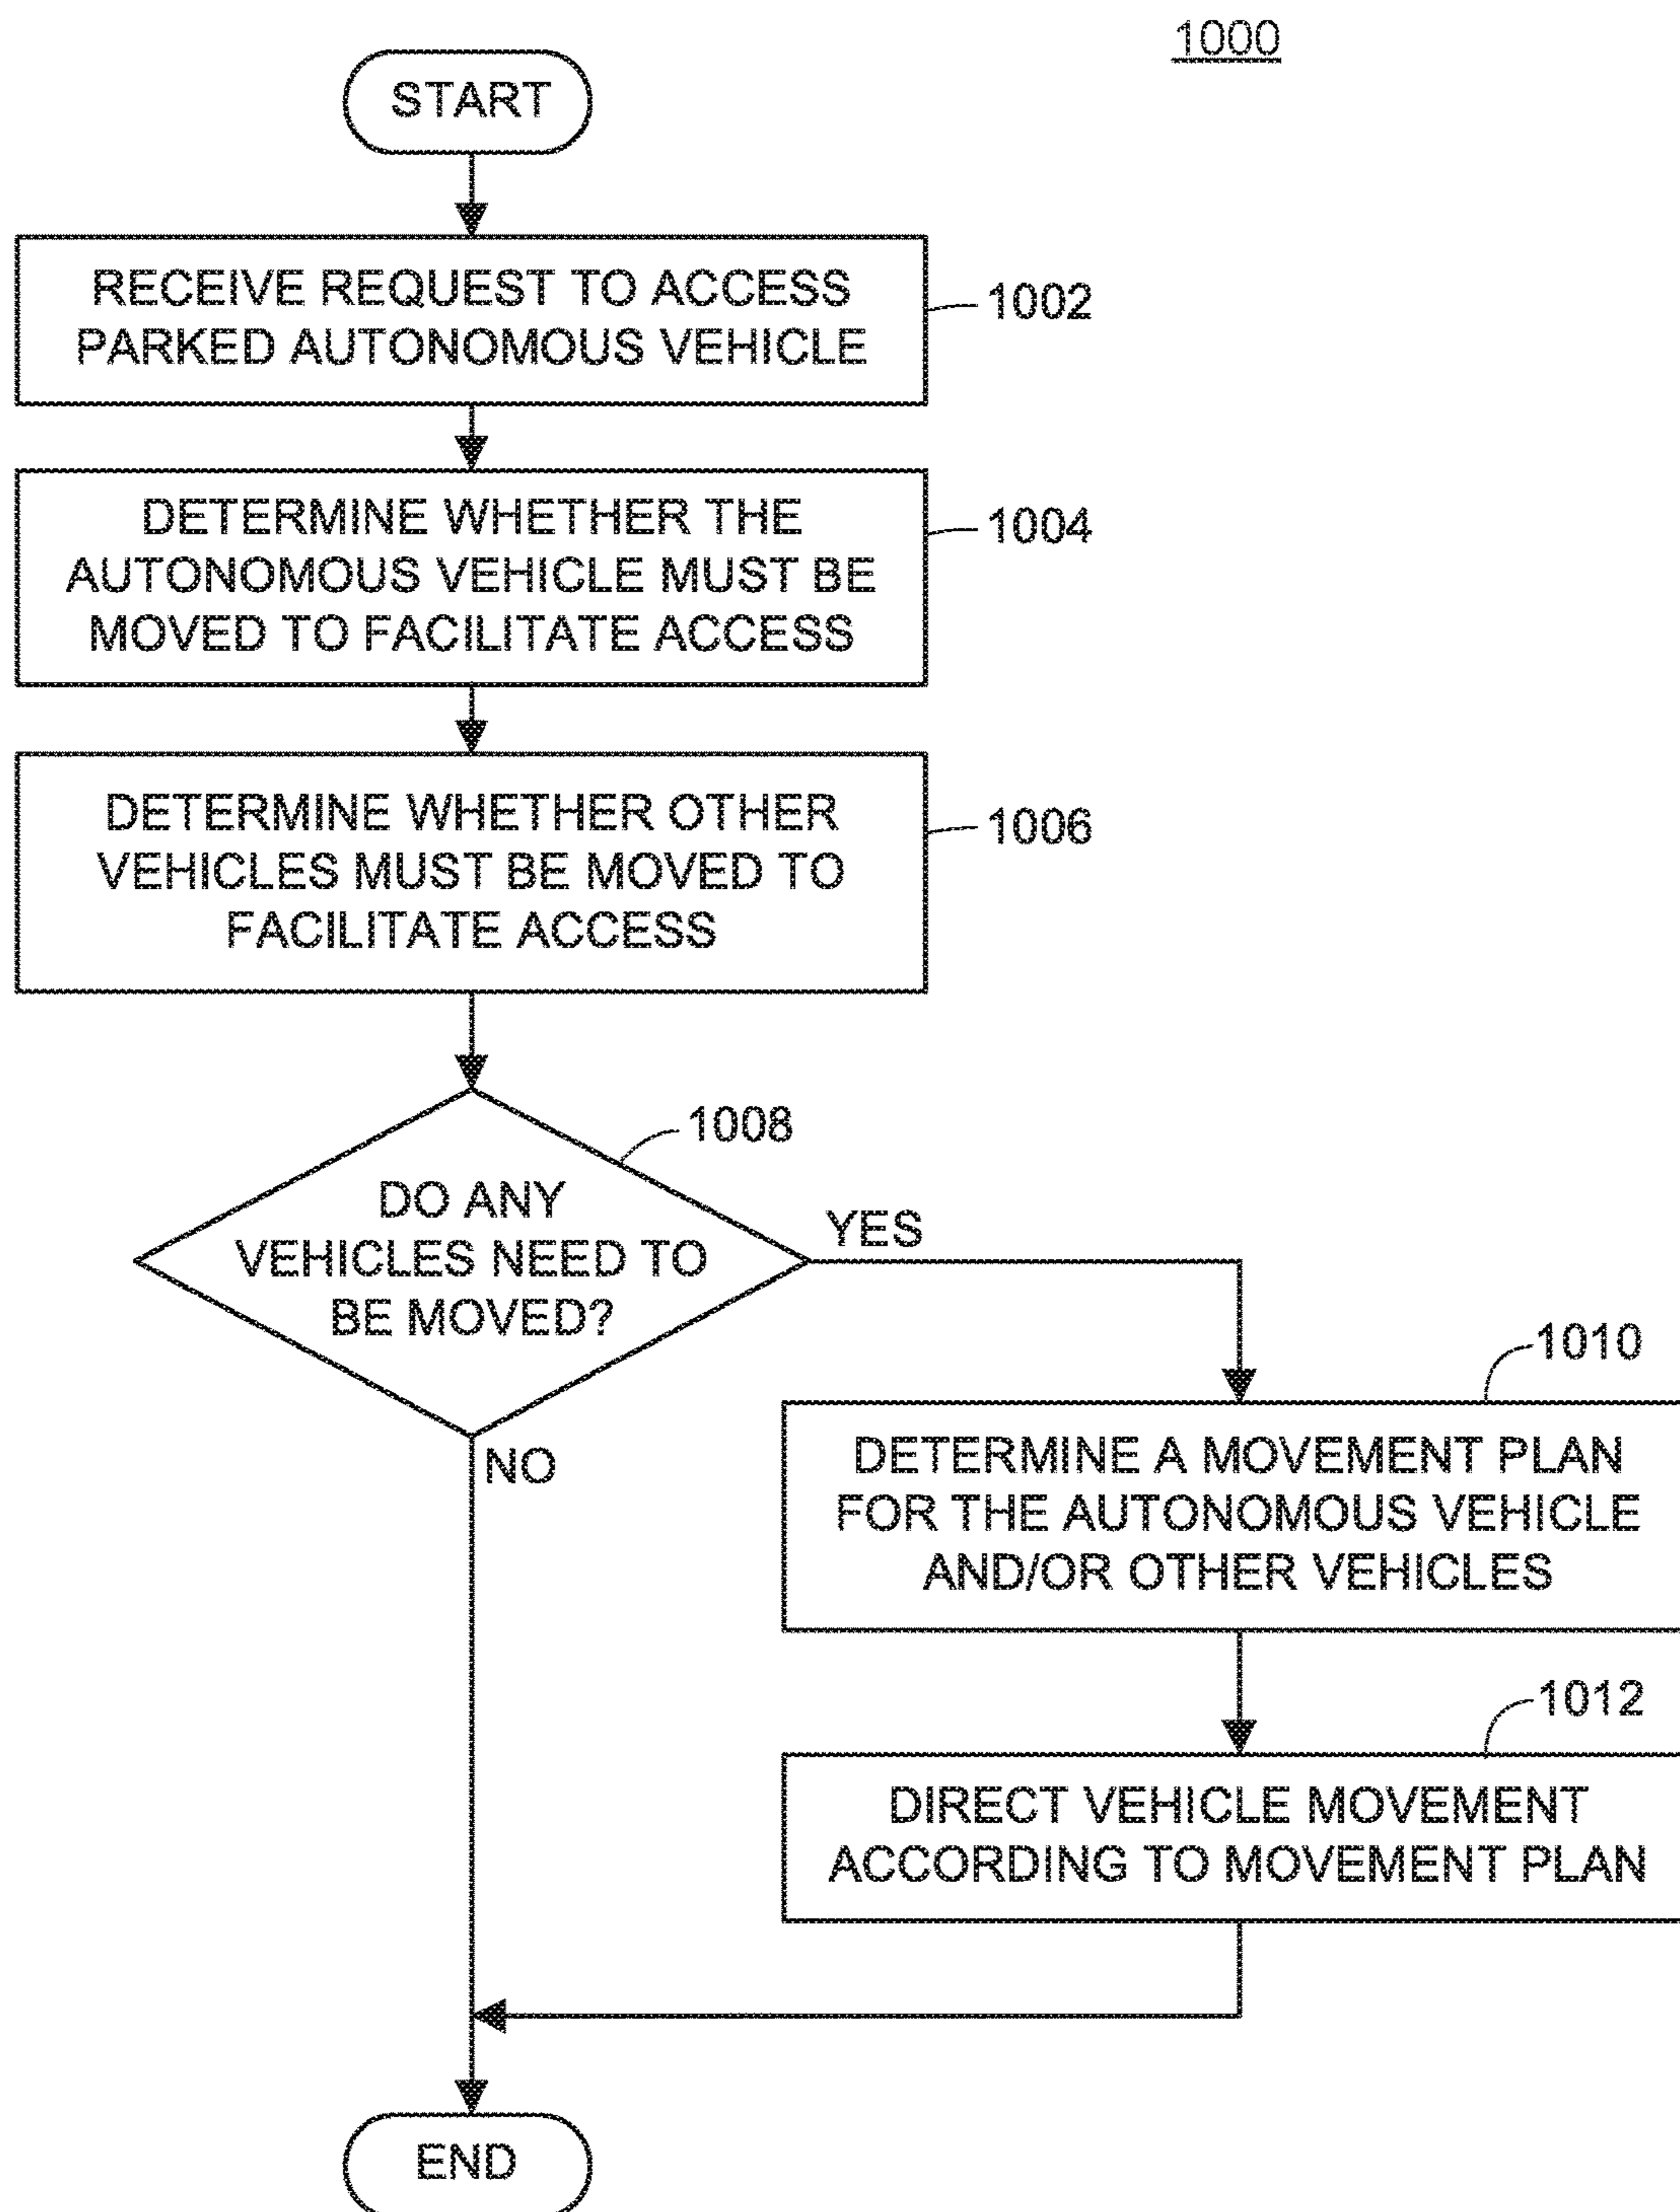 1000
START
RECEIVE REQUEST TO ACCESS
PARKED AUTONOMOUS VEHICLE
1002
DETERMINE WHETHER THE
AUTONOMOUS VEHICLE MUST BE
MOVED TO FACILITATE ACCESS
1004
DETERMINE WHETHER OTHER
VEHICLES MUST BE MOVED TO
FACILITATE ACCESS
1006
1008
DO ANY
VEHICLES NEED TO
BE MOVED?
YES
NO
1010
DETERMINE A MOVEMENT PLAN
FOR THE AUTONOMOUS VEHICLE
AND/OR OTHER VEHICLES
1012
DIRECT VEHICLE MOVEMENT
ACCORDING TO MOVEMENT PLAN
END